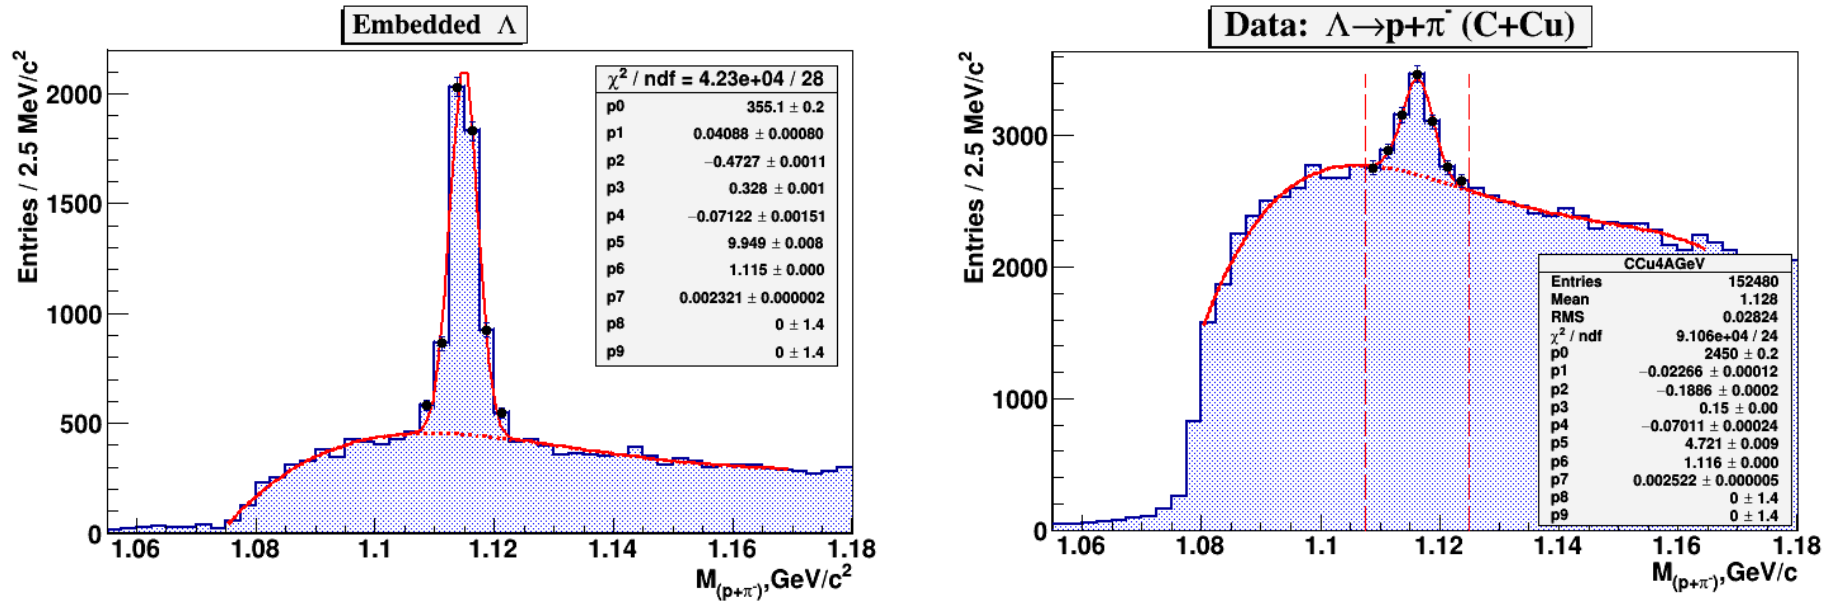 Embedded Λ
Entries / 2.5 MeV/c²
2000
1500
1000
500
0
χ² / ndf = 4.23e+04 / 28
p0 355.1 ± 0.2
p1 0.04088 ± 0.00080
p2 −0.4727 ± 0.0011
p3 0.328 ± 0.001
p4 −0.07122 ± 0.00151
p5 9.949 ± 0.008
p6 1.115 ± 0.000
p7 0.002321 ± 0.000002
p8 0 ± 1.4
p9 0 ± 1.4
1.06 1.08 1.1 1.12 1.14 1.16 1.18
M(p+π⁻),GeV/c²
Data: Λ→p+π⁻ (C+Cu)
Entries / 2.5 MeV/c²
3000
2000
1000
0
CCu4AGeV
Entries 152480
Mean 1.128
RMS 0.02824
χ² / ndf 9.106e+04 / 24
p0 2450 ± 0.2
p1 −0.02266 ± 0.00012
p2 −0.1886 ± 0.0002
p3 0.15 ± 0.00
p4 −0.07011 ± 0.00024
p5 4.721 ± 0.009
p6 1.116 ± 0.000
p7 0.002522 ± 0.000005
p8 0 ± 1.4
p9 0 ± 1.4
1.06 1.08 1.1 1.12 1.14 1.16 1.18
M(p+π⁻),GeV/c